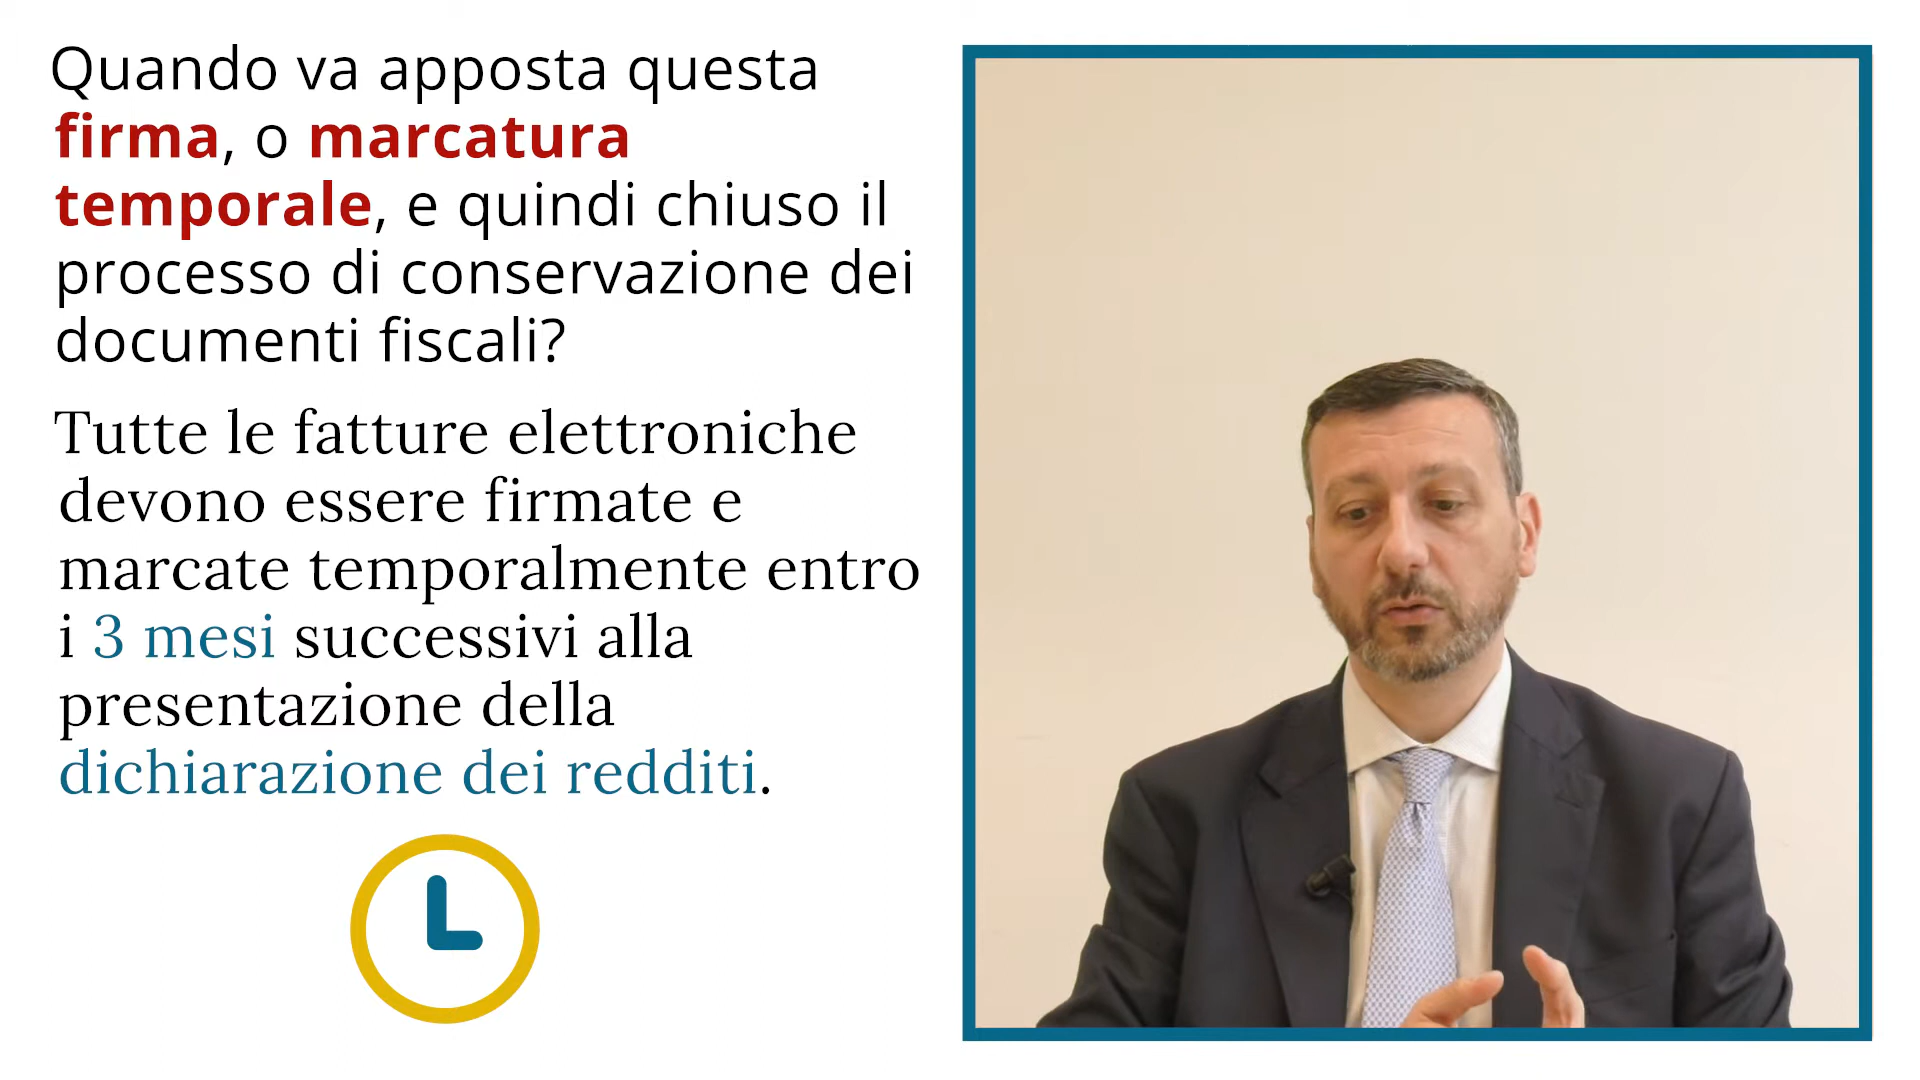 Quando va apposta questa
firma, o marcatura
temporale, e quindi chiuso il
processo di conservazione dei
documenti fiscali?
Tutte le fatture elettroniche
devono essere firmate e
marcate temporalmente entro
i 3 mesi successivi alla
presentazione della
dichiarazione dei redditi.